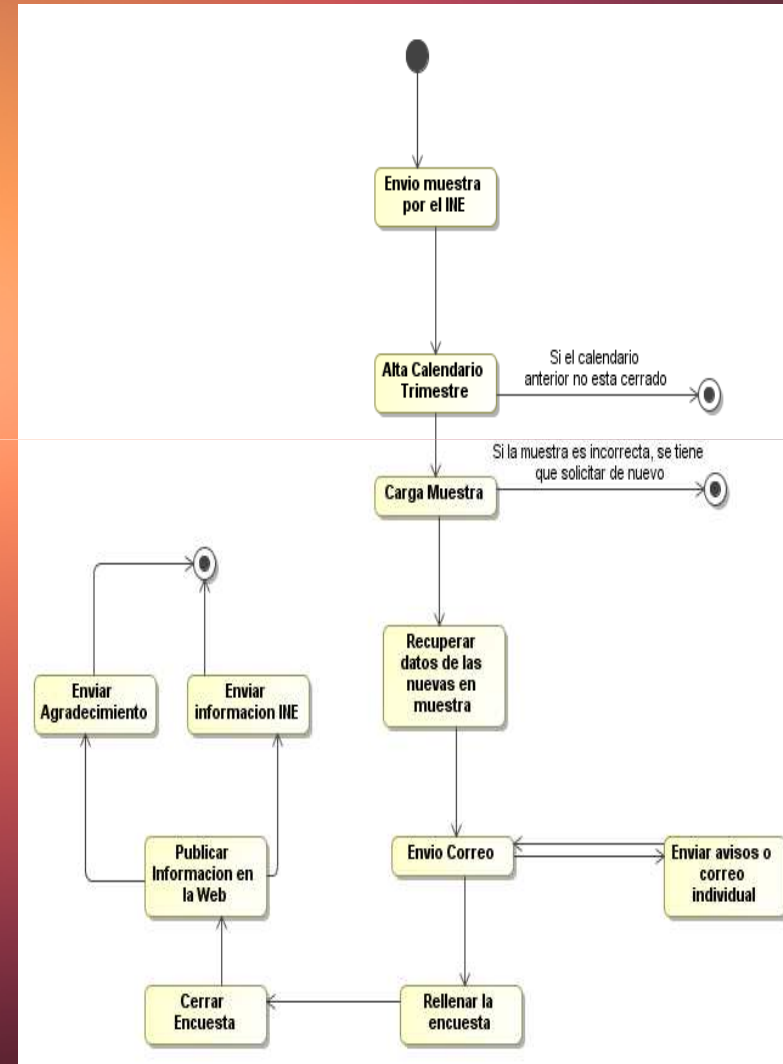 Envio muestra
por el INE
Alta Calendario
Trimestre
Si el calendario
anterior no esta cerrado
Carga Muestra
Si la muestra es incorrecta, se tiene
que solicitar de nuevo
Recuperar
datos de las
nuevas en
muestra
Enviar
Agradecimiento
Enviar
informacion INE
Publicar
Informacion en
la Web
Envio Correo
Enviar avisos o
correo
individual
Cerrar
Encuesta
Rellenar la
encuesta